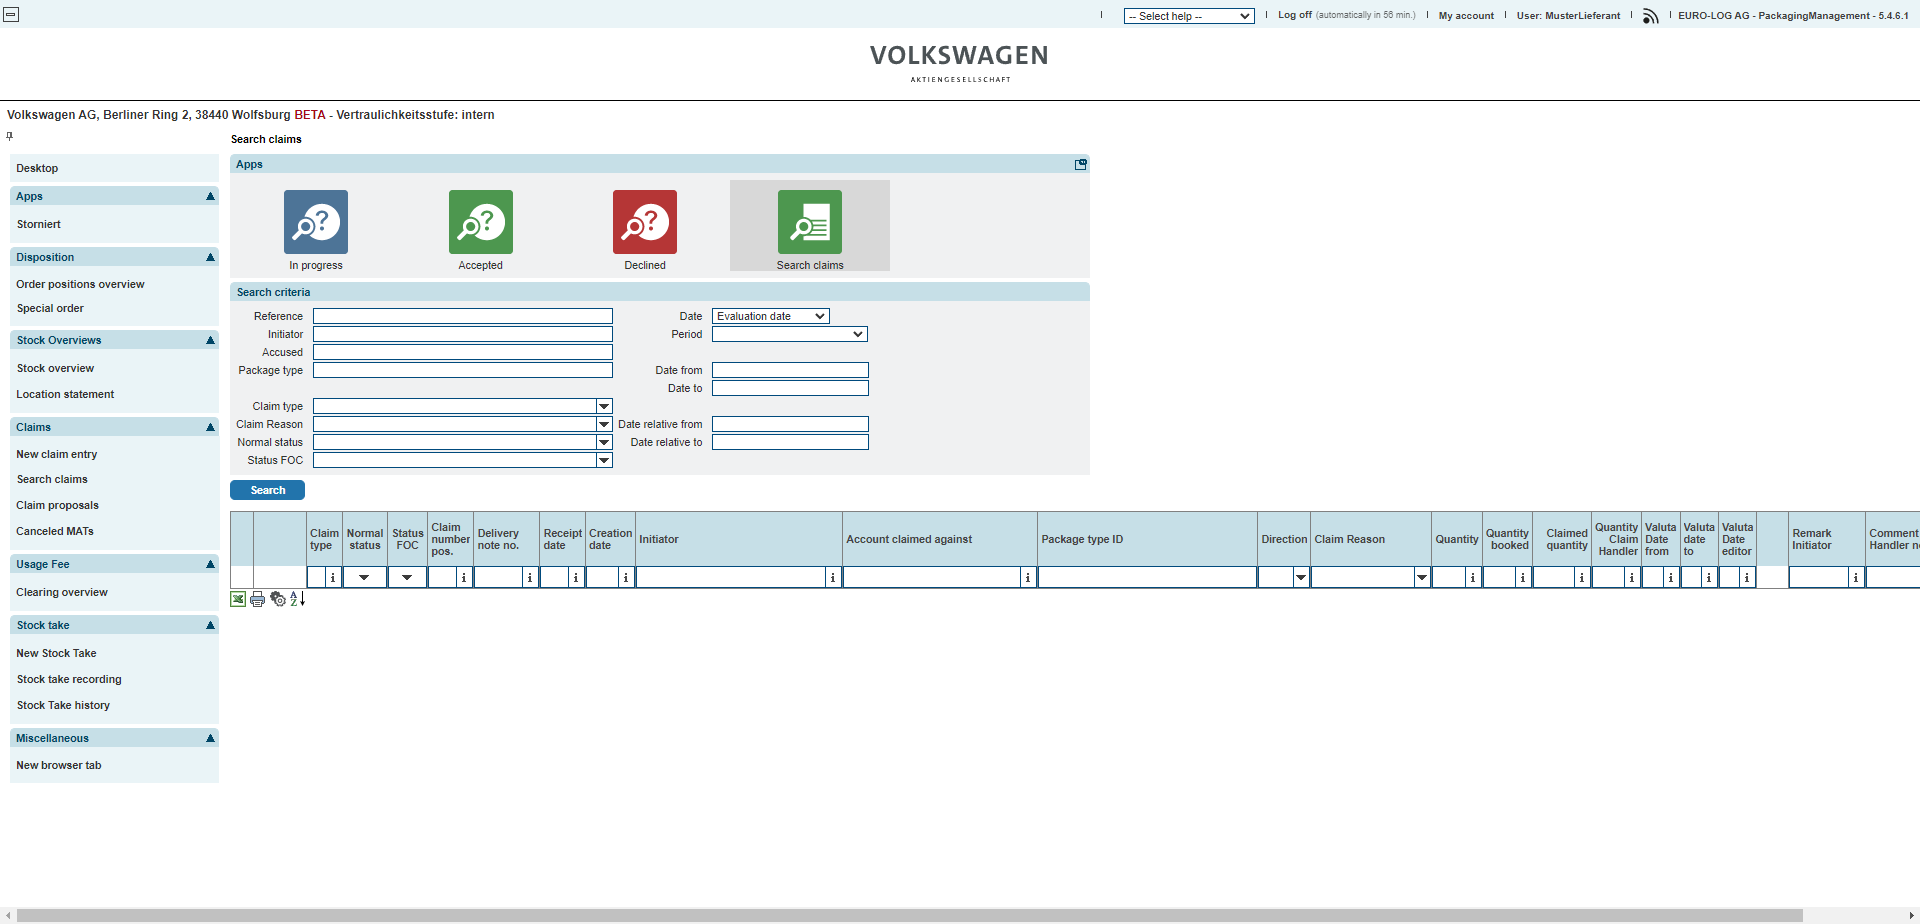 -- Select help --
Log off (automatically in 56 min.)
My account
User: MusterLieferant
EURO-LOG AG - PackagingManagement - 5.4.6.1
VOLKSWAGEN
AKTIENGESELLSCHAFT
Volkswagen AG, Berliner Ring 2, 38440 Wolfsburg BETA - Vertraulichkeitsstufe: intern
Desktop
Apps
Storniert
Disposition
Order positions overview
Special order
Stock Overviews
Stock overview
Location statement
Claims
New claim entry
Search claims
Claim proposals
Canceled MATs
Usage Fee
Clearing overview
Stock take
New Stock Take
Stock take recording
Stock Take history
Miscellaneous
New browser tab
Search claims
Apps
In progress
Accepted
Declined
Search claims
Search criteria
Reference
Initiator
Accused
Package type
Claim type
Claim Reason
Normal status
Status FOC
Date
Evaluation date
Period
Date from
Date to
Date relative from
Date relative to
Search
Claim type
Normal status
Status FOC
Claim number pos.
Delivery note no.
Receipt date
Creation date
Initiator
Account claimed against
Package type ID
Direction
Claim Reason
Quantity
Quantity booked
Claimed quantity
Quantity Claim Handler
Valuta Date from
Valuta date to
Valuta Date editor
Remark Initiator
Comment Handler